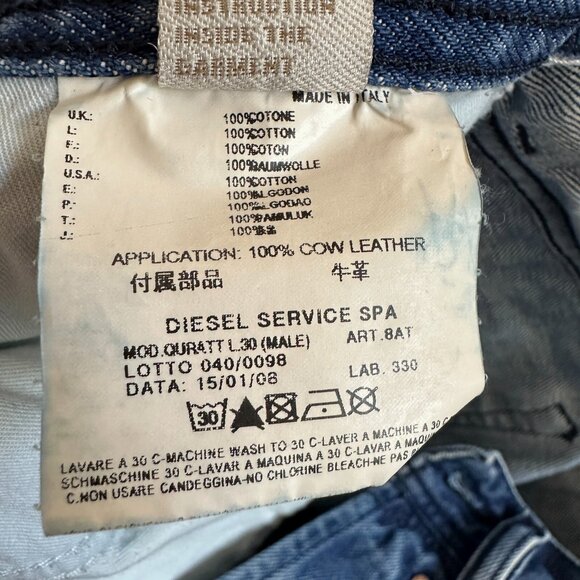 INSTRUCTION
INSIDE THE
GARMENT
MADE IN ITALY
U.K.: 100%COTONE
L: 100%COTTON
F.: 100%COTON
D.: 100%BAUMWOLLE
U.S.A.: 100%COTTON
E.: 100%ALGODON
P.: 100%ALGODAO
T.: 100%PAMULUK
J.: 100%
APPLICATION: 100% COW LEATHER
付属部品 牛革
DIESEL SERVICE SPA
MOD.QURATT L.30 (MALE) ART.8AT
LOTTO 040/0098 LAB. 330
DATA: 15/01/08
30
LAVARE A 30 C-MACHINE WASH TO 30 C-LAVER A MACHINE A 30
SCHMASCHINE 30 C-LAVAR A MAQUINA A 30 C-LAVAR A MAQUINA A 30
C.NON USARE CANDEGGINA-NO CHLORINE BLEACH-NE PAS